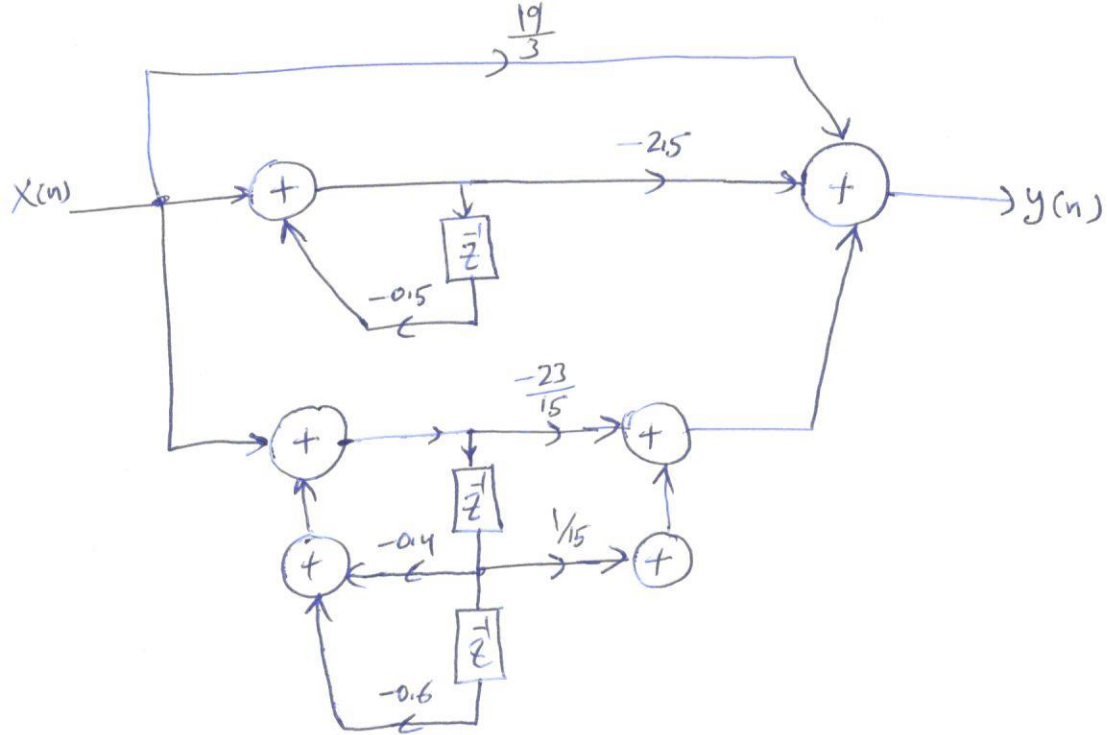 19/3
-2.5
X(n)
+
+
y(n)
z⁻¹
-0.5
-23/15
+
+
z⁻¹
-0.4
1/15
+
+
z⁻¹
-0.6